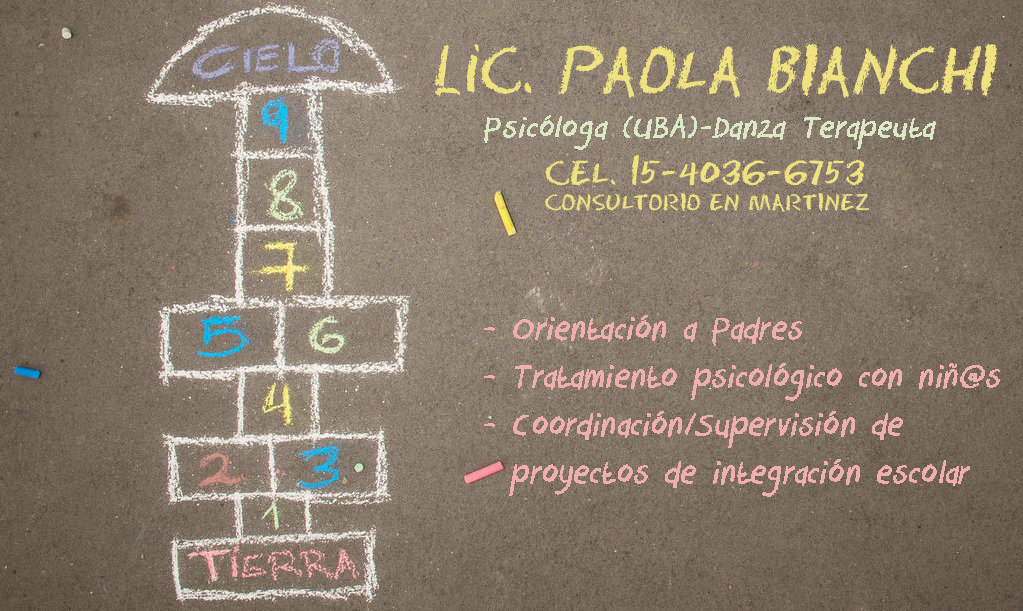 CIELO
9
8
7
5 6
4
2 3
1
TIERRA
LIC. PAOLA BIANCHI
Psicóloga (UBA)-Danza Terapeuta
CEL. 15-4036-6753
CONSULTORIO EN MARTINEZ
- Orientación a Padres
- Tratamiento psicológico con niñ@s
- Coordinación/Supervisión de
proyectos de integración escolar